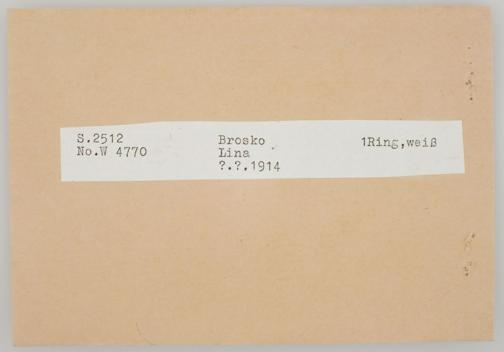 S.2512 Brosko 1Ring,weiß
No.W 4770 Lina
?.?.1914